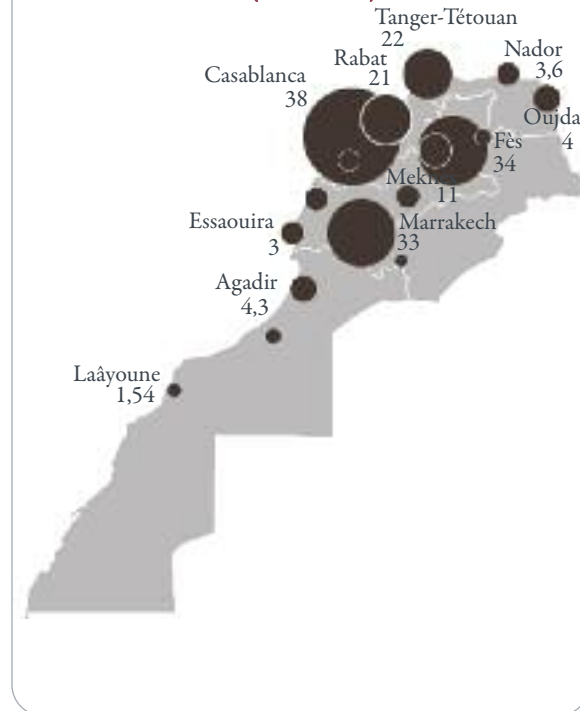 Tanger-Tétouan
22
Nador
3,6
Rabat
21
Casablanca
38
Oujda
4
Fès
34
11
Essaouira
3
Marrakech
33
Agadir
4,3
Laâyoune
1,54